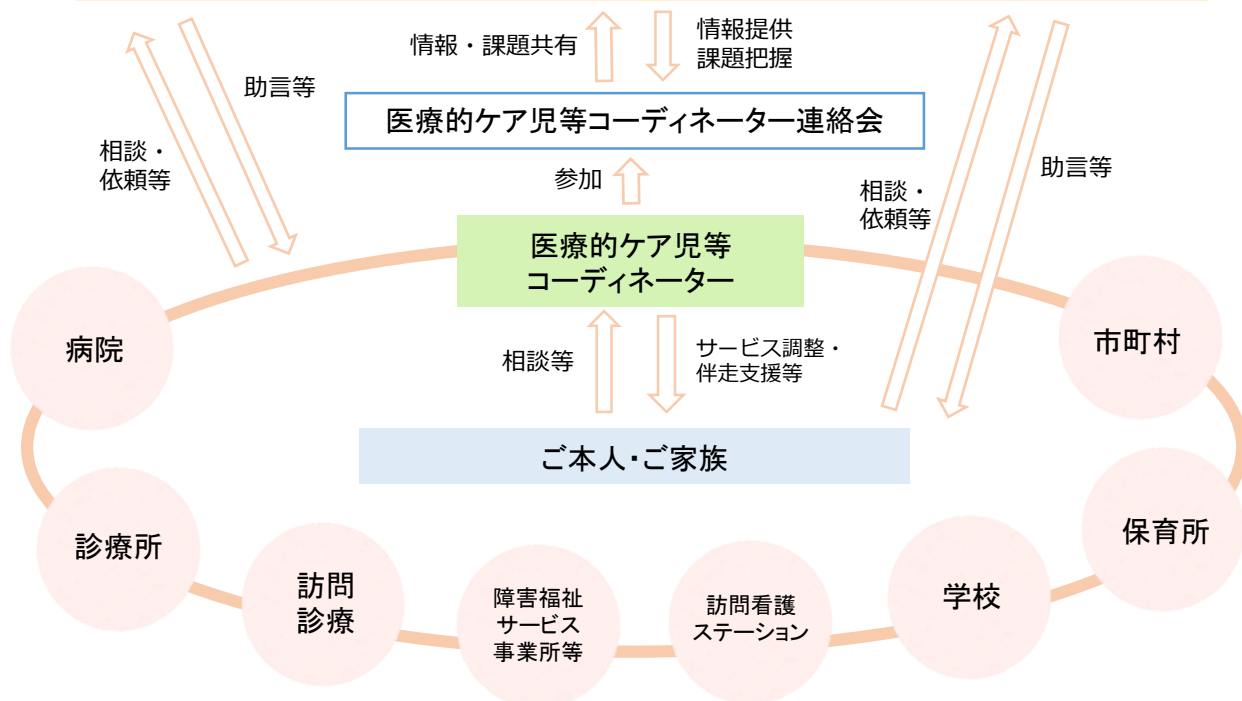 情報・課題共有
情報提供
課題把握
助言等
医療的ケア児等コーディネーター連絡会
相談・
依頼等
参加
助言等
相談・
依頼等
医療的ケア児等
コーディネーター
病院
市町村
相談等
サービス調整・
伴走支援等
ご本人・ご家族
診療所
保育所
訪問
診療
障害福祉
サービス
事業所等
訪問看護
ステーション
学校